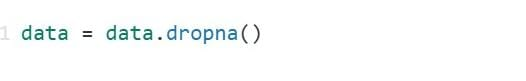 1 data = data.dropna()